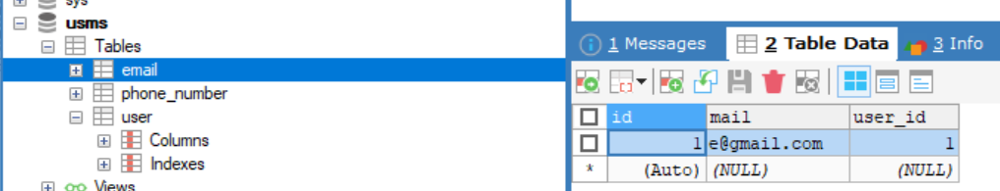 sys
usms
Tables
email
phone_number
user
Columns
Indexes
Views
1 Messages 2 Table Data 3 Info
id mail user_id
1 e@gmail.com 1
* (Auto) (NULL) (NULL)